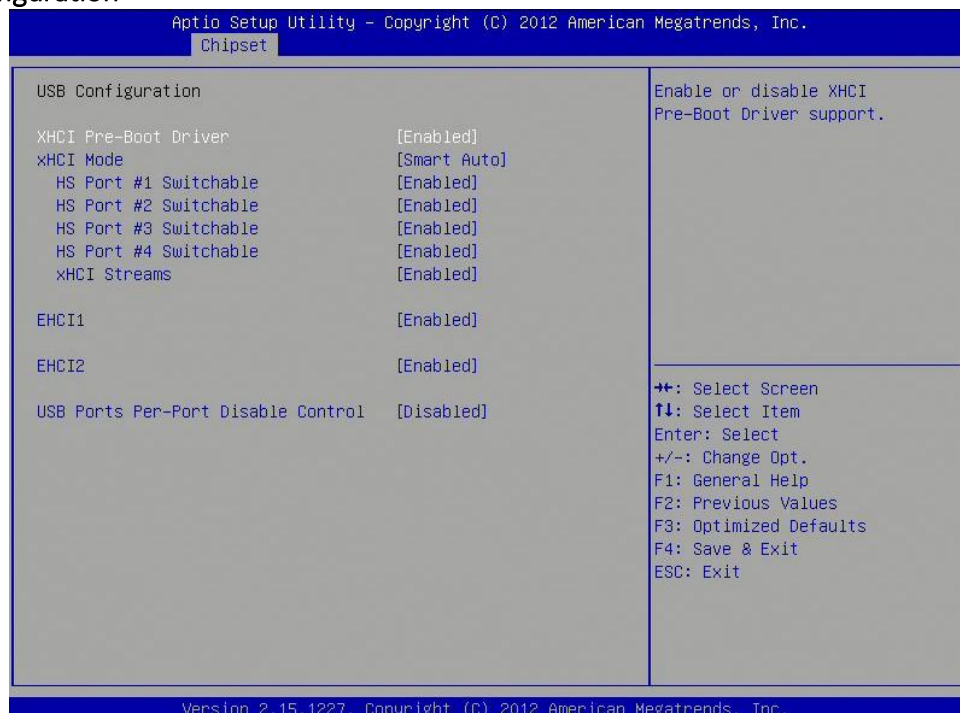 Aptio Setup Utility – Copyright (C) 2012 American Megatrends, Inc.
Chipset
USB Configuration
XHCI Pre-Boot Driver [Enabled]
xHCI Mode [Smart Auto]
HS Port #1 Switchable [Enabled]
HS Port #2 Switchable [Enabled]
HS Port #3 Switchable [Enabled]
HS Port #4 Switchable [Enabled]
xHCI Streams [Enabled]
EHCI1 [Enabled]
EHCI2 [Enabled]
USB Ports Per-Port Disable Control [Disabled]
Enable or disable XHCI
Pre-Boot Driver support.
→←: Select Screen
↑↓: Select Item
Enter: Select
+/-: Change Opt.
F1: General Help
F2: Previous Values
F3: Optimized Defaults
F4: Save & Exit
ESC: Exit
Version 2.15.1227. Copyright (C) 2012 American Megatrends, Inc.